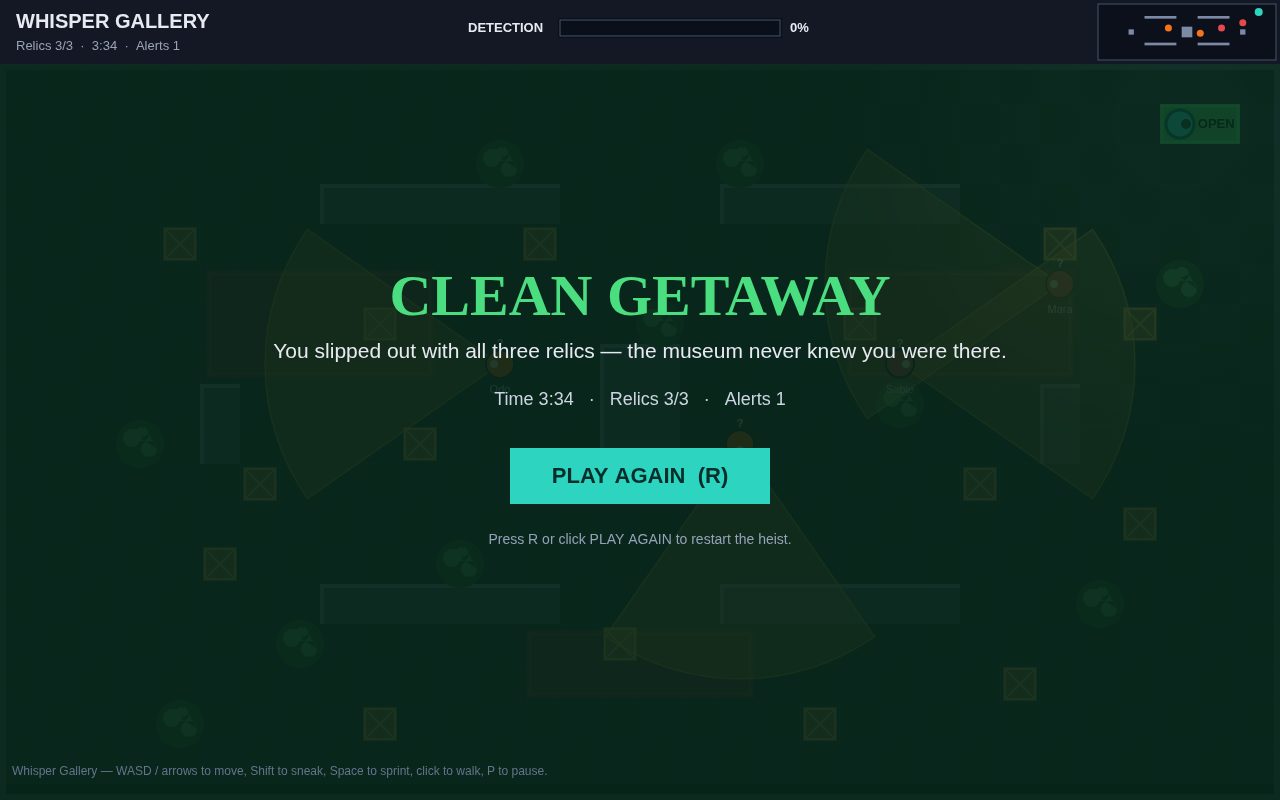 WHISPER GALLERY
Relics 3/3 · 3:34 · Alerts 1
DETECTION 0%
OPEN
?
Mara
CLEAN GETAWAY
You slipped out with all three relics — the museum never knew you were there.
Odo
Sable
Time 3:34 · Relics 3/3 · Alerts 1
?
PLAY AGAIN (R)
Press R or click PLAY AGAIN to restart the heist.
Whisper Gallery — WASD / arrows to move, Shift to sneak, Space to sprint, click to walk, P to pause.